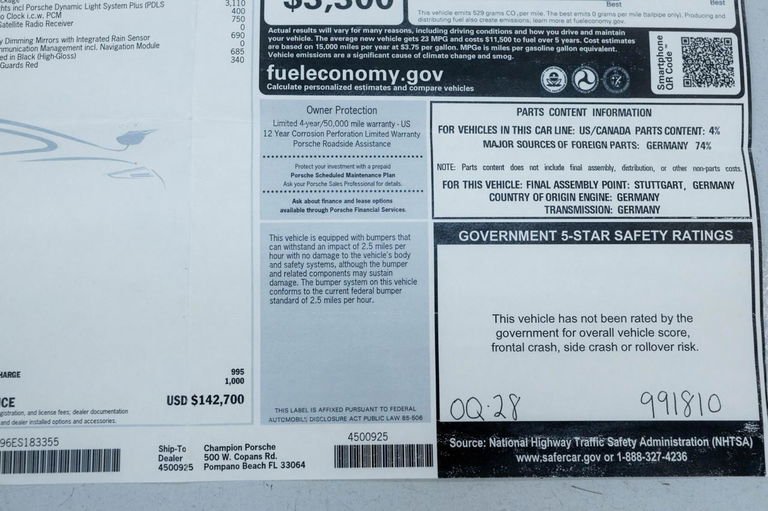 hts incl Porsche Dynamic Light System Plus (PDLS
o Clock i.c.w. PCM
atellite Radio Receiver
y Dimming Mirrors with Integrated Rain Sensor
mmunication Management incl. Navigation Module
ed in Black (High-Gloss)
Guards Red
3,110
400
750
0
690
0
685
340
HARGE 995
1,000
CE USD $142,700
gistration, and license fees, dealer documentation
and dealer installed options and accessories.
96ES183355
Ship-To Champion Porsche
Dealer 500 W. Copans Rd.
4500925 Pompano Beach FL 33064
4500925
$3,300
This vehicle emits 529 grams CO2 per mile. The best emits 0 grams per mile (tailpipe only). Producing and
distributing fuel also create emissions; learn more at fueleconomy.gov.
Best
Best
Actual results will vary for many reasons, including driving conditions and how you drive and maintain
your vehicle. The average new vehicle gets 23 MPG and costs $11,500 to fuel over 5 years. Cost estimates
are based on 15,000 miles per year at $3.75 per gallon. MPGe is miles per gasoline gallon equivalent.
Vehicle emissions are a significant cause of climate change and smog.
fueleconomy.gov
Calculate personalized estimates and compare vehicles
Smartphone
QR Code™
Owner Protection
Limited 4-year/50,000 mile warranty - US
12 Year Corrosion Perforation Limited Warranty
Porsche Roadside Assistance
Protect your investment with a prepaid
Porsche Scheduled Maintenance Plan
Ask your Porsche Sales Professional for details.
Ask about finance and lease options
available through Porsche Financial Services.
This vehicle is equipped with bumpers that
can withstand an impact of 2.5 miles per
hour with no damage to the vehicle's body
and safety systems, although the bumper
and related components may sustain
damage. The bumper system on this vehicle
conforms to the current federal bumper
standard of 2.5 miles per hour.
THIS LABEL IS AFFIXED PURSUANT TO FEDERAL
AUTOMOBILE DISCLOSURE ACT PUBLIC LAW 85-506
PARTS CONTENT INFORMATION
FOR VEHICLES IN THIS CAR LINE: US/CANADA PARTS CONTENT: 4%
MAJOR SOURCES OF FOREIGN PARTS: GERMANY 74%
NOTE: Parts content does not include final assembly, distribution, or other non-parts costs.
FOR THIS VEHICLE: FINAL ASSEMBLY POINT: STUTTGART, GERMANY
COUNTRY OF ORIGIN ENGINE: GERMANY
TRANSMISSION: GERMANY
GOVERNMENT 5-STAR SAFETY RATINGS
This vehicle has not been rated by the
government for overall vehicle score,
frontal crash, side crash or rollover risk.
OQ·28 991810
Source: National Highway Traffic Safety Administration (NHTSA)
www.safercar.gov or 1-888-327-4236